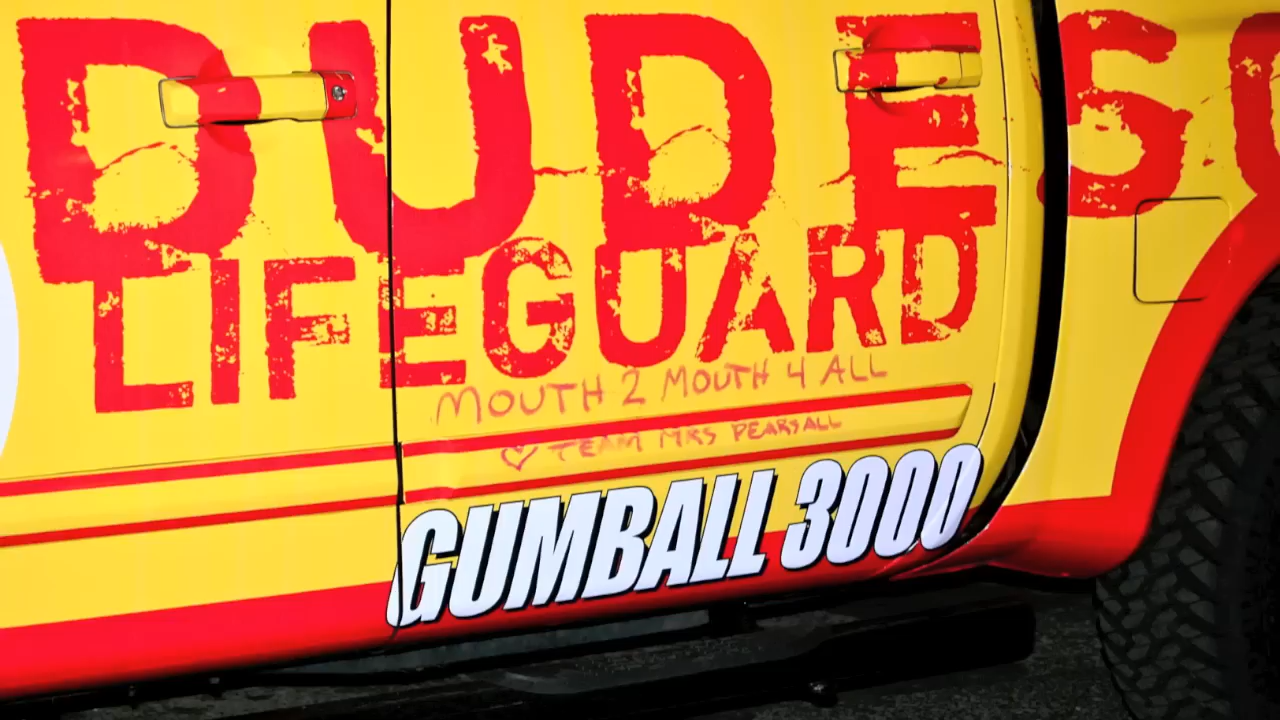 DUDES
LIFEGUARD
MOUTH 2 MOUTH 4 ALL
♡ TEAM MRS PEARSALL
GUMBALL 3000